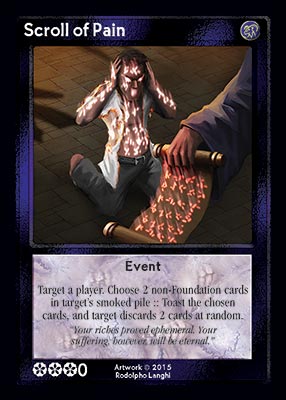 Scroll of Pain
Event
Target a player. Choose 2 non-Foundation cards
in target's smoked pile :: Toast the chosen
cards, and target discards 2 cards at random.
"Your riches proved ephemeral. Your
suffering, however, will be eternal."
0
Artwork © 2015
Rodolpho Langhi